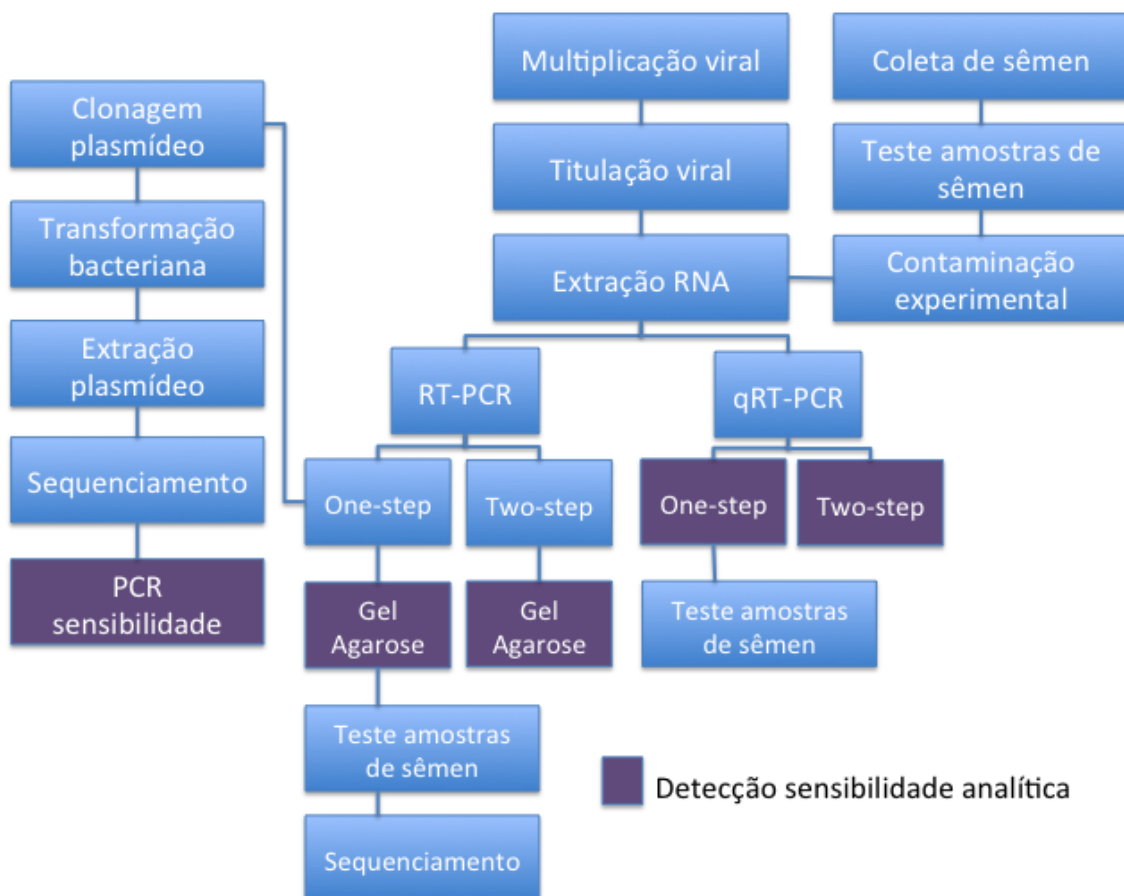 Multiplicação viral
Coleta de sêmen
Clonagem
plasmídeo
Titulação viral
Teste amostras de
sêmen
Transformação
bacteriana
Extração RNA
Contaminação
experimental
Extração
plasmídeo
RT-PCR
qRT-PCR
Sequenciamento
One-step
Two-step
One-step
Two-step
PCR
sensibilidade
Gel
Agarose
Gel
Agarose
Teste amostras
de sêmen
Teste amostras
de sêmen
Detecção sensibilidade analítica
Sequenciamento